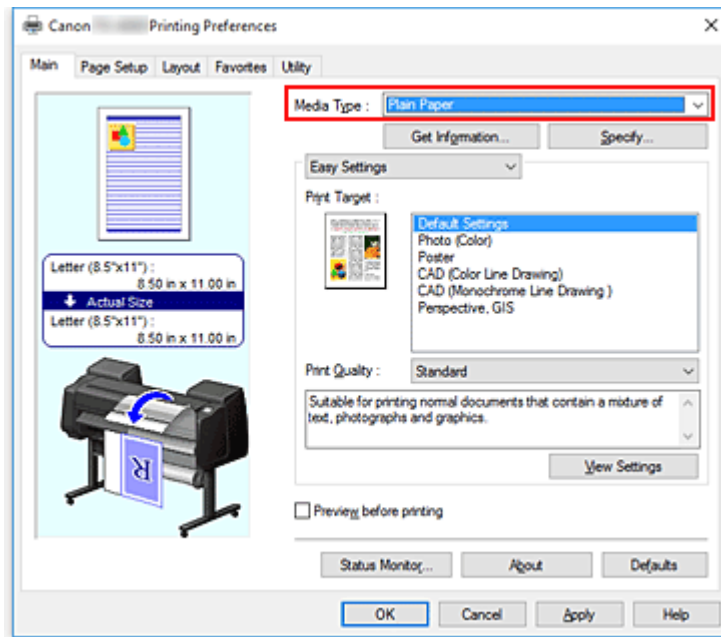 Canon Printing Preferences
Main Page Setup Layout Favorites Utility
Media Type : Plain Paper
Get Information... Specify...
Easy Settings
Print Target :
Default Settings
Photo (Color)
Poster
CAD (Color Line Drawing)
CAD (Monochrome Line Drawing )
Perspective, GIS
Letter (8.5"x11") :
8.50 in x 11.00 in
Actual Size
Letter (8.5"x11") :
8.50 in x 11.00 in
R
Print Quality : Standard
Suitable for printing normal documents that contain a mixture of
text, photographs and graphics.
View Settings
Preview before printing
Status Monitor... About Defaults
OK Cancel Apply Help